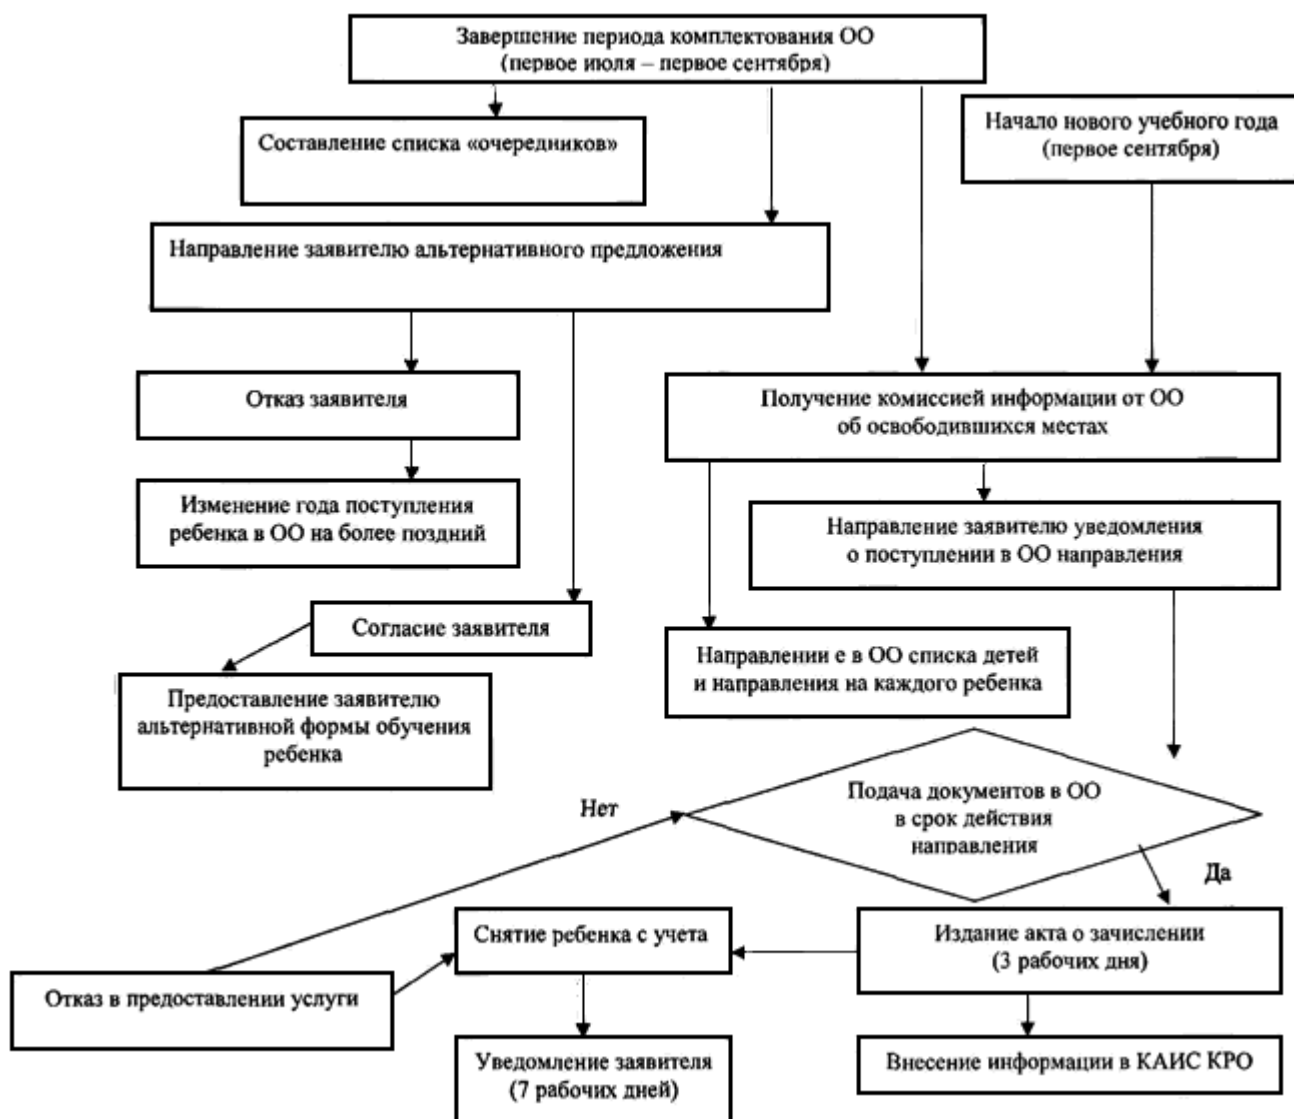 Завершение периода комплектования ОО
(первое июля – первое сентября)
Начало нового учебного года
(первое сентября)
Составление списка «очередников»
Направление заявителю альтернативного предложения
Отказ заявителя
Получение комиссией информации от ОО
об освободившихся местах
Изменение года поступления
ребенка в ОО на более поздний
Направление заявителю уведомления
о поступлении в ОО направления
Согласие заявителя
Направлении е в ОО списка детей
и направления на каждого ребенка
Предоставление заявителю
альтернативной формы обучения
ребенка
Подача документов в ОО
в срок действия
направления
Нет
Да
Снятие ребенка с учета
Издание акта о зачислении
(3 рабочих дня)
Отказ в предоставлении услуги
Уведомление заявителя
(7 рабочих дней)
Внесение информации в КАИС КРО